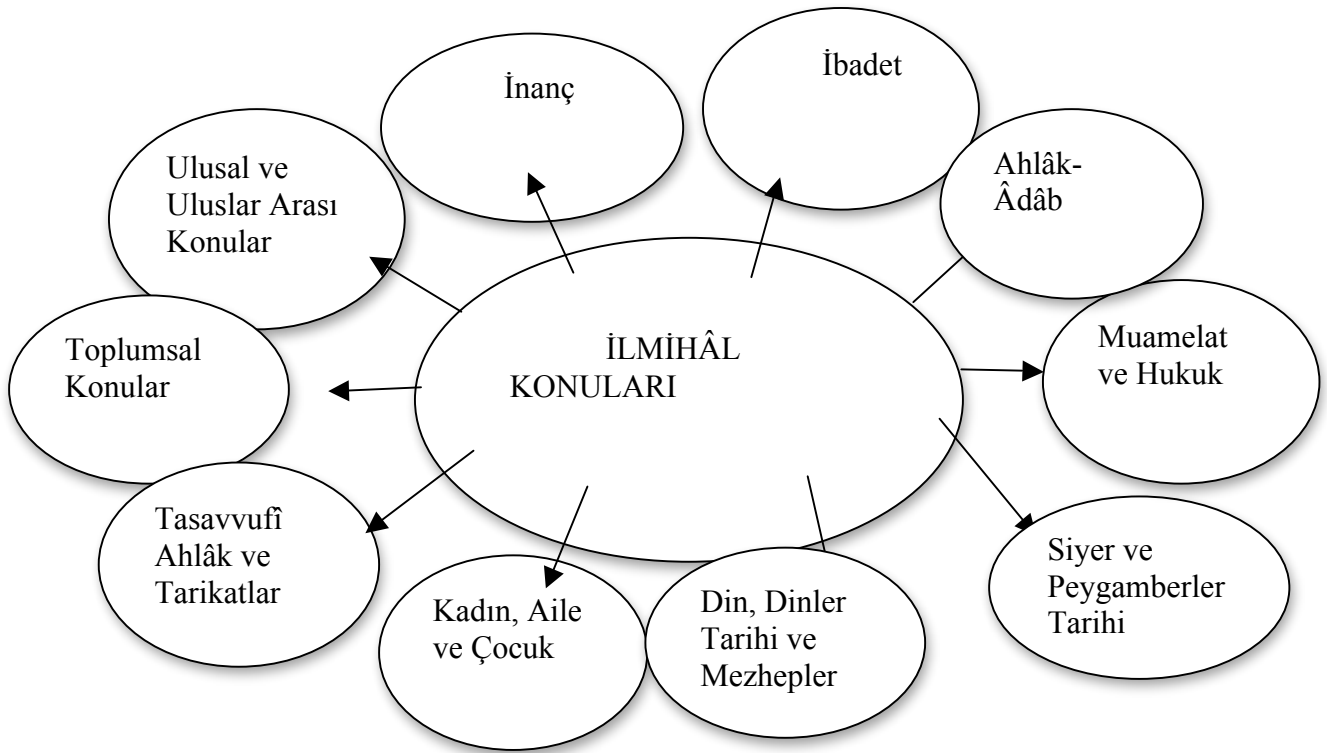 İnanç
İbadet
Ulusal ve
Uluslar Arası
Konular
Ahlâk-
Âdâb
Toplumsal
Konular
İLMİHÂL
KONULARI
Muamelat
ve Hukuk
Tasavvufî
Ahlâk ve
Tarikatlar
Kadın, Aile
ve Çocuk
Din, Dinler
Tarihi ve
Mezhepler
Siyer ve
Peygamberler
Tarihi